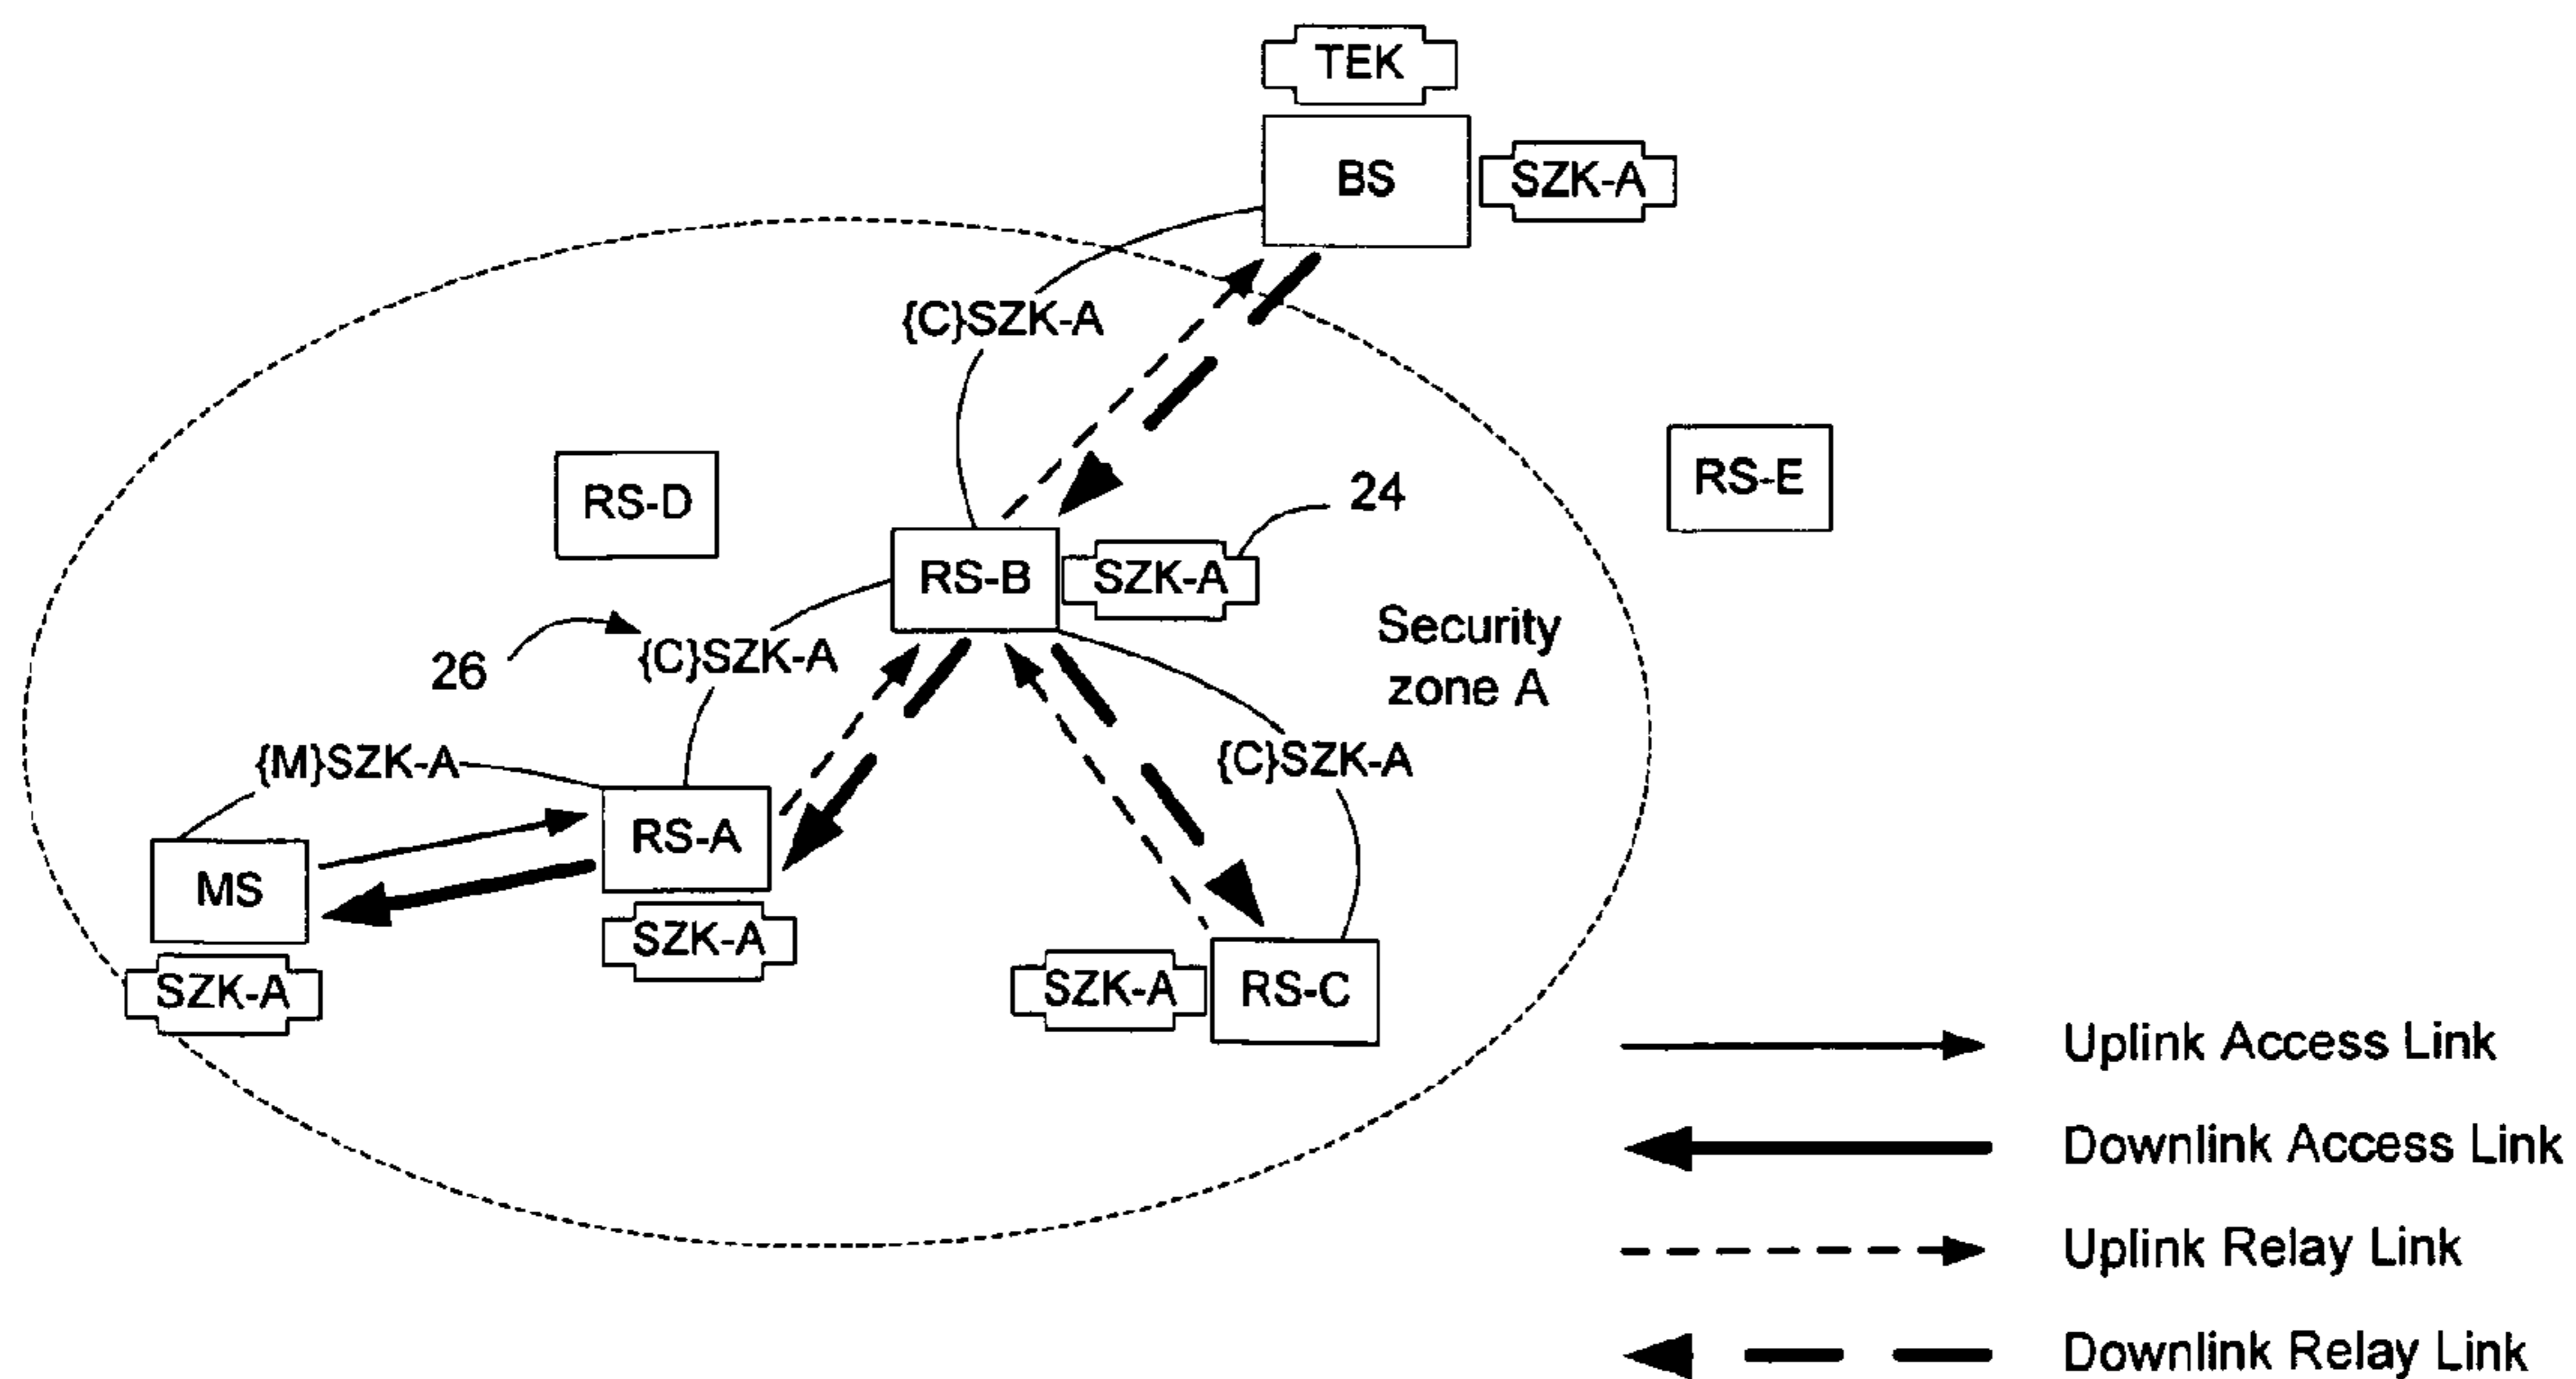 TEK
BS
SZK-A
{C}SZK-A
RS-E
RS-D
24
RS-B
SZK-A
Security
zone A
26
{C}SZK-A
{M}SZK-A
{C}SZK-A
RS-A
MS
SZK-A
SZK-A
SZK-A
RS-C
Uplink Access Link
Downlink Access Link
Uplink Relay Link
Downlink Relay Link